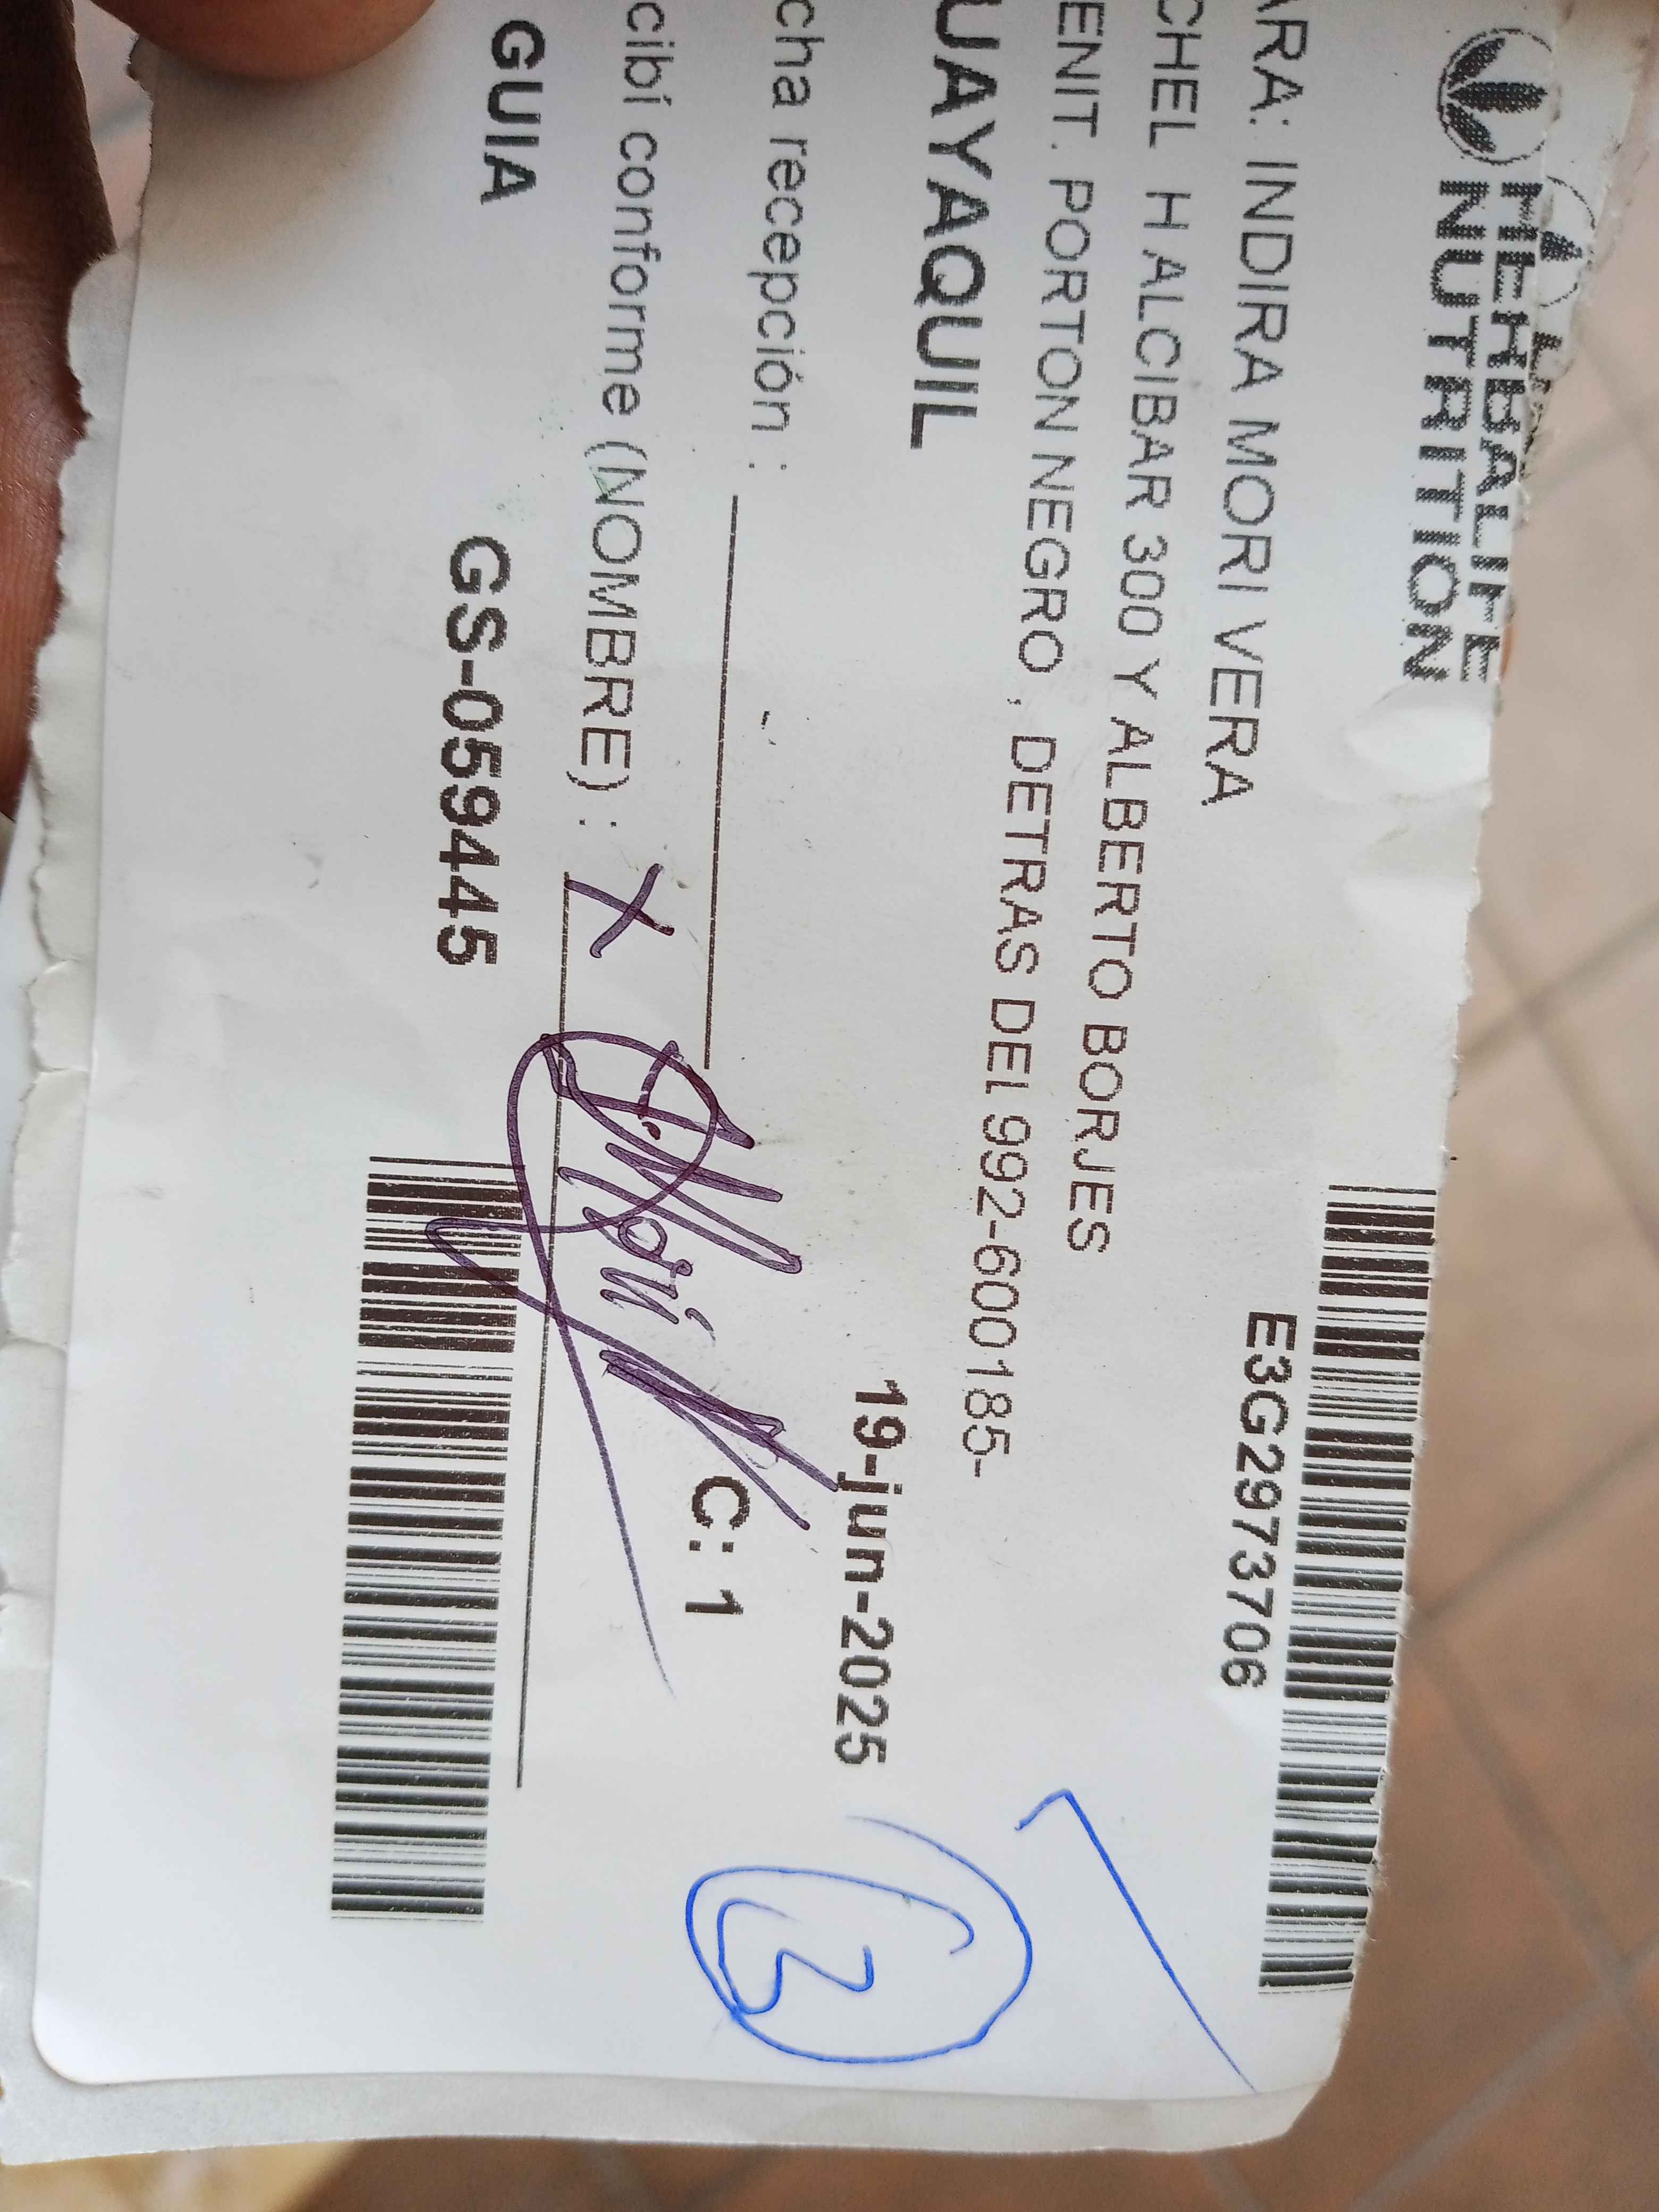 HERBALIFE
NUTRITION
ARA: INDIRA MORI VERA
E3G2973706
CHEL H ALCIBAR 300 Y ALBERTO BORJES
ENIT. PORTON NEGRO , DETRAS DEl 992-600185-
UAYAQUIL
19-jun-2025
cha recepción :
C: 1
cibí conforme (NOMBRE) : X
GUIA
GS-059445
3